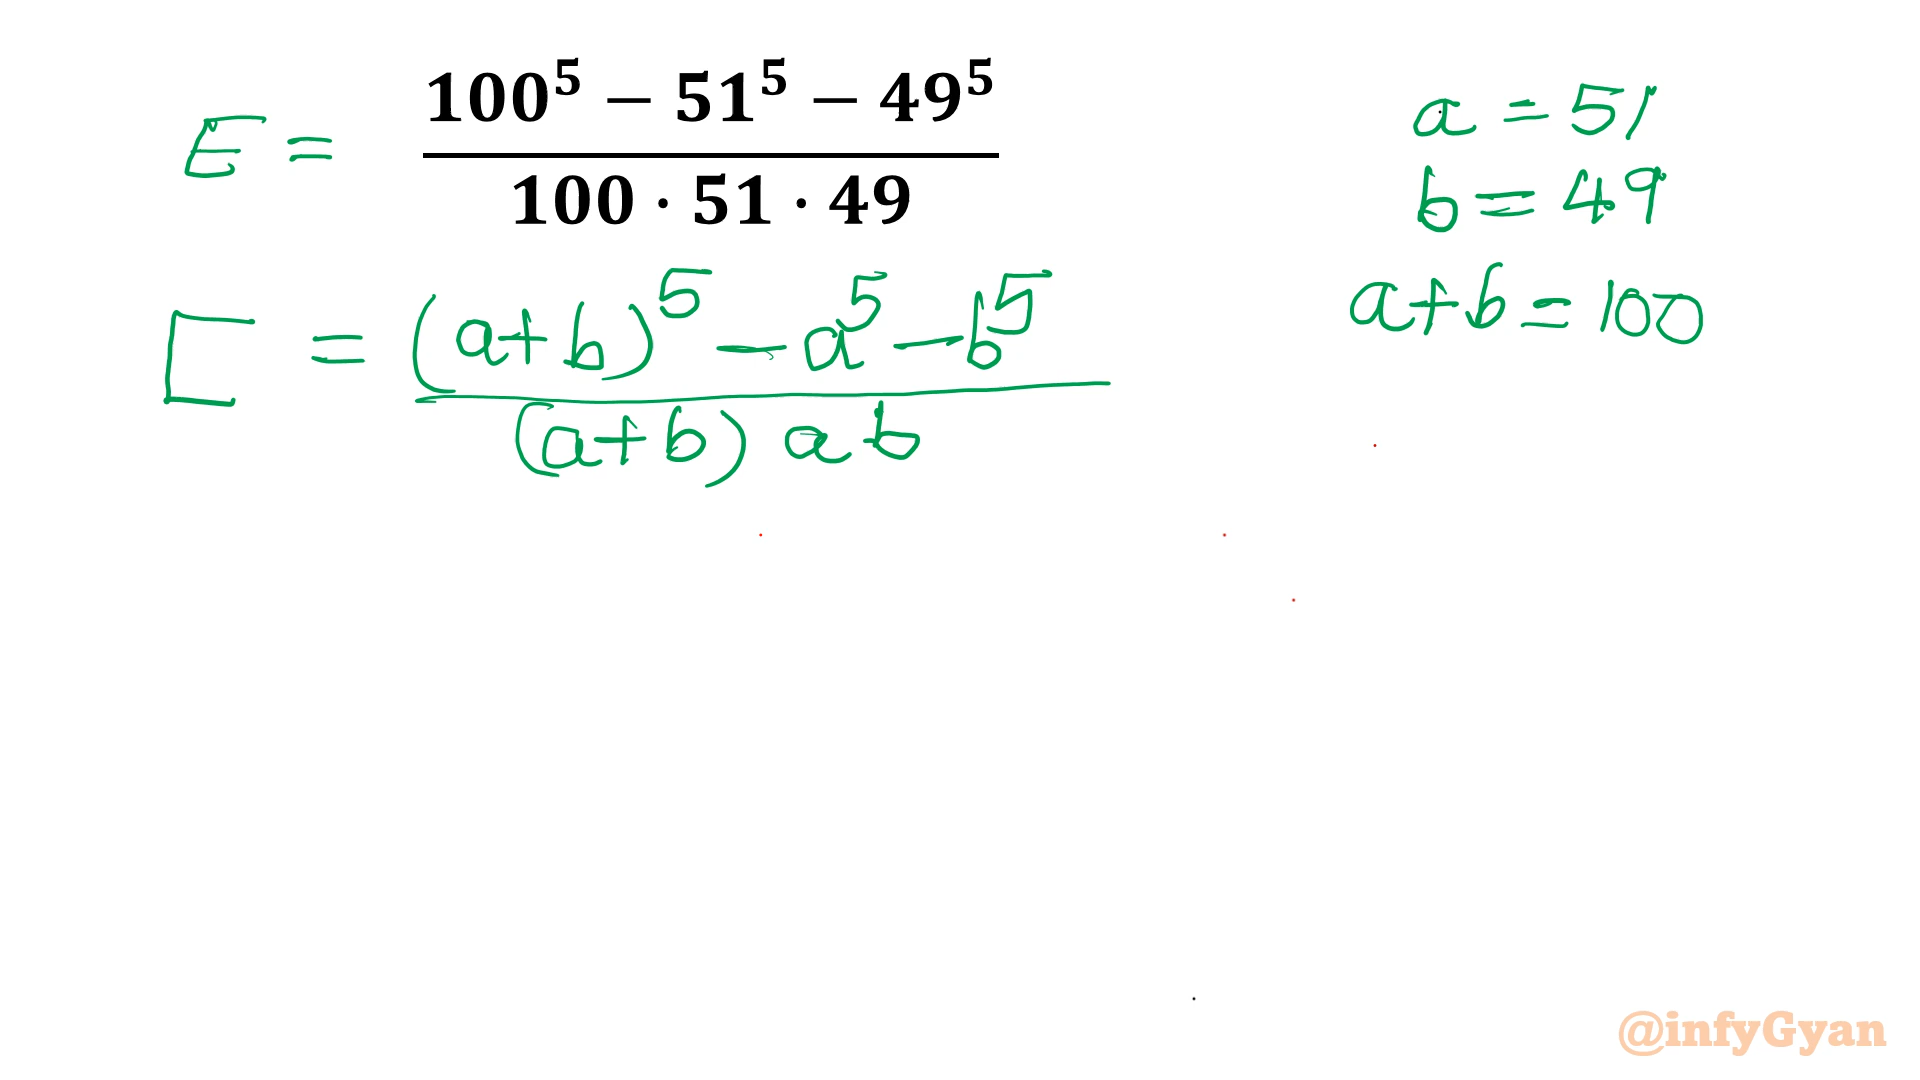 E = (100⁵ − 51⁵ − 49⁵) / (100 · 51 · 49)
a = 51
b = 49
a+b = 100
E = ((a+b)⁵ − a⁵ − b⁵) / ((a+b) ab)
@infyGyan